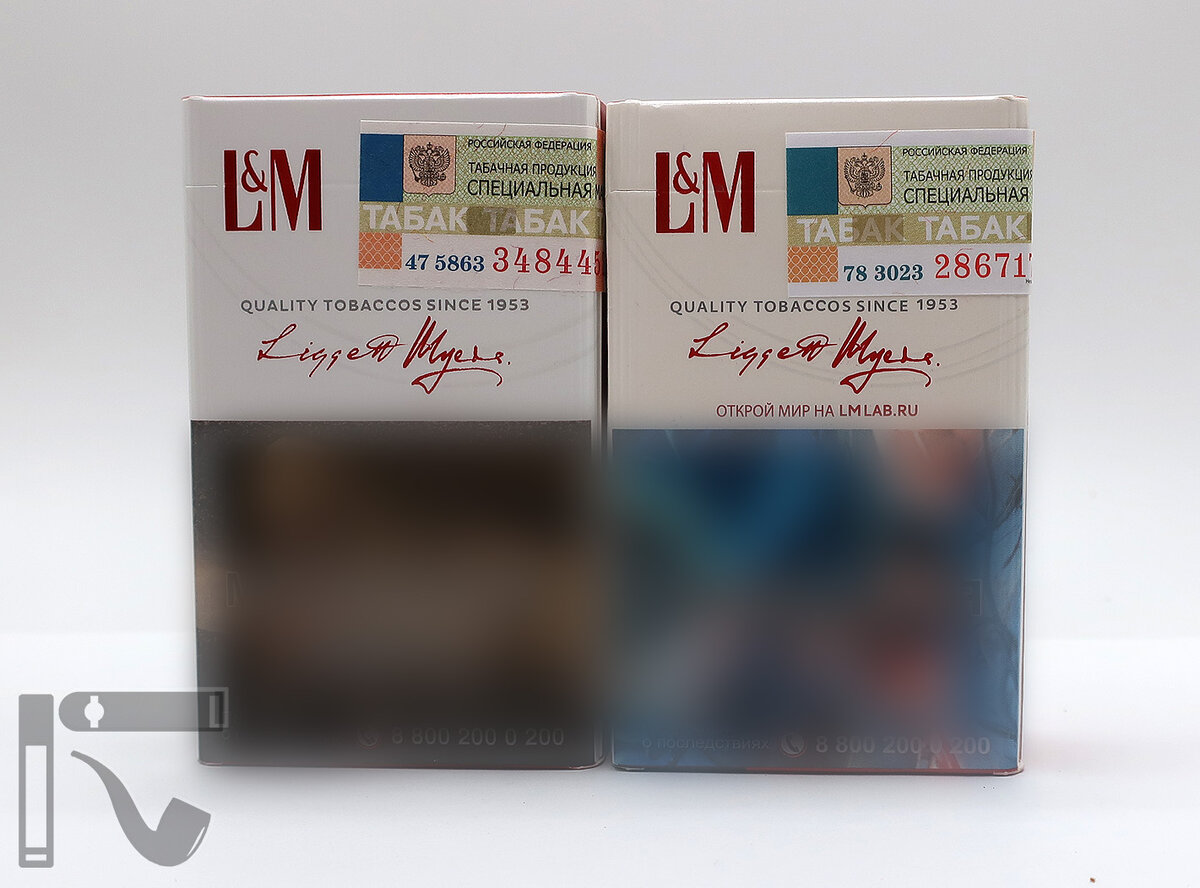 L&M
РОССИЙСКАЯ ФЕДЕРАЦИЯ
ТАБАЧНАЯ ПРОДУКЦИЯ
СПЕЦИАЛЬНАЯ
ТАБАК ТАБАК
47 5863 348445
QUALITY TOBACCOS SINCE 1953
Liggett Myers.
8 800 200 0 200
L&M
РОССИЙСКАЯ ФЕДЕРАЦИЯ
ТАБАЧНАЯ ПРОДУКЦИЯ
СПЕЦИАЛЬНАЯ
ТАБАК ТАБАК
78 3023 28671
QUALITY TOBACCOS SINCE 1953
Liggett Myers.
ОТКРОЙ МИР НА LMLAB.RU
о последствиях 8 800 200 0 200